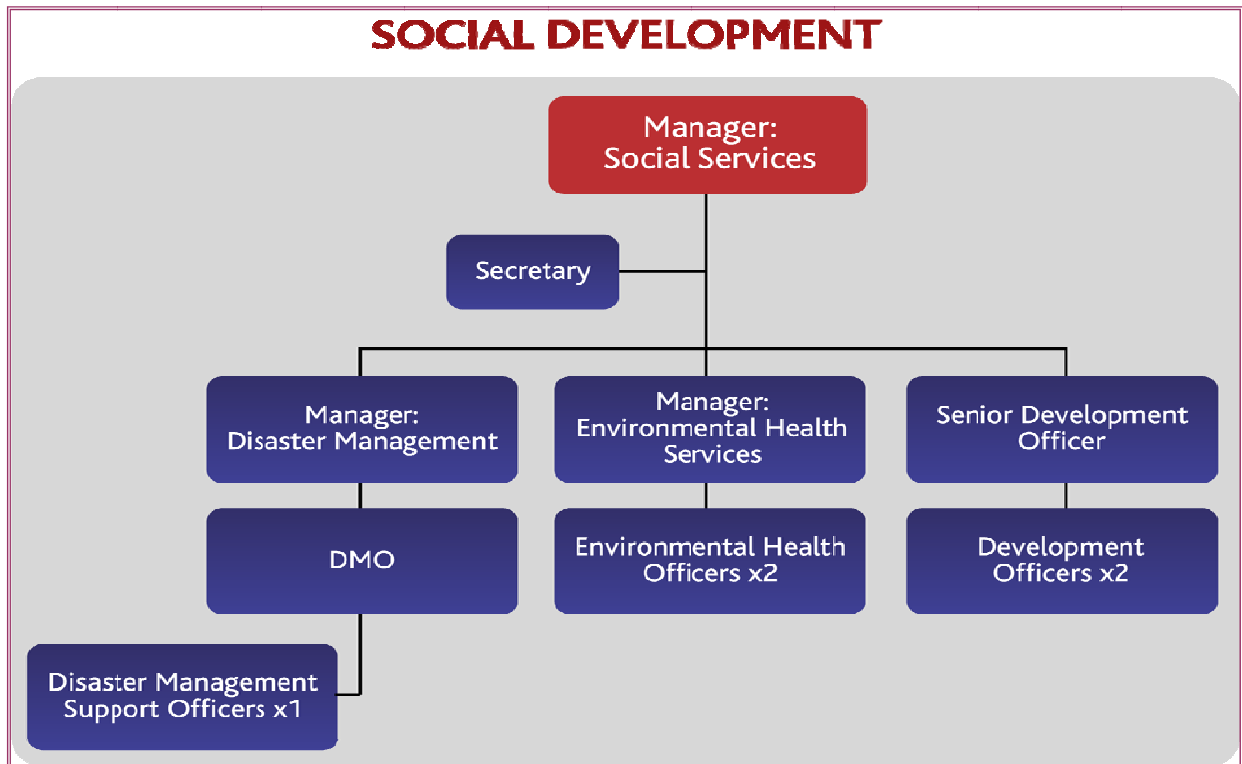 SOCIAL DEVELOPMENT
Manager:
Social Services
Secretary
Manager:
Disaster Management
Manager:
Environmental Health
Services
Senior Development
Officer
DMO
Environmental Health
Officers x2
Development
Officers x2
Disaster Management
Support Officers x1